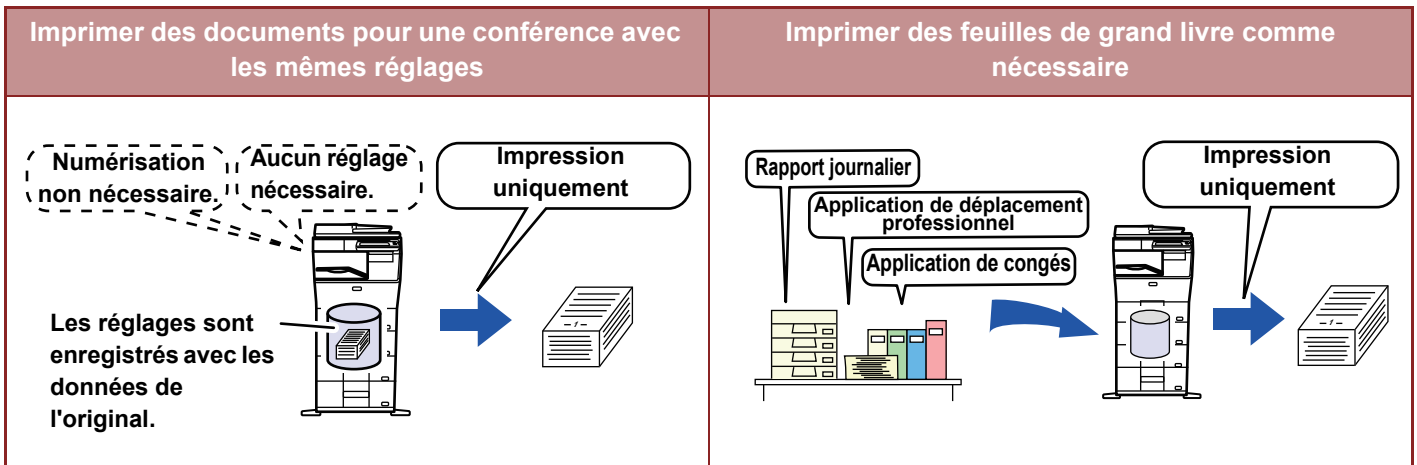 Imprimer des documents pour une conférence avec
les mêmes réglages
Imprimer des feuilles de grand livre comme
nécessaire
Numérisation
non nécessaire.
Aucun réglage
nécessaire.
Impression
uniquement
Les réglages sont
enregistrés avec les
données de
l'original.
-1-
Rapport journalier
Application de déplacement
professionnel
Application de congés
Impression
uniquement
-1-